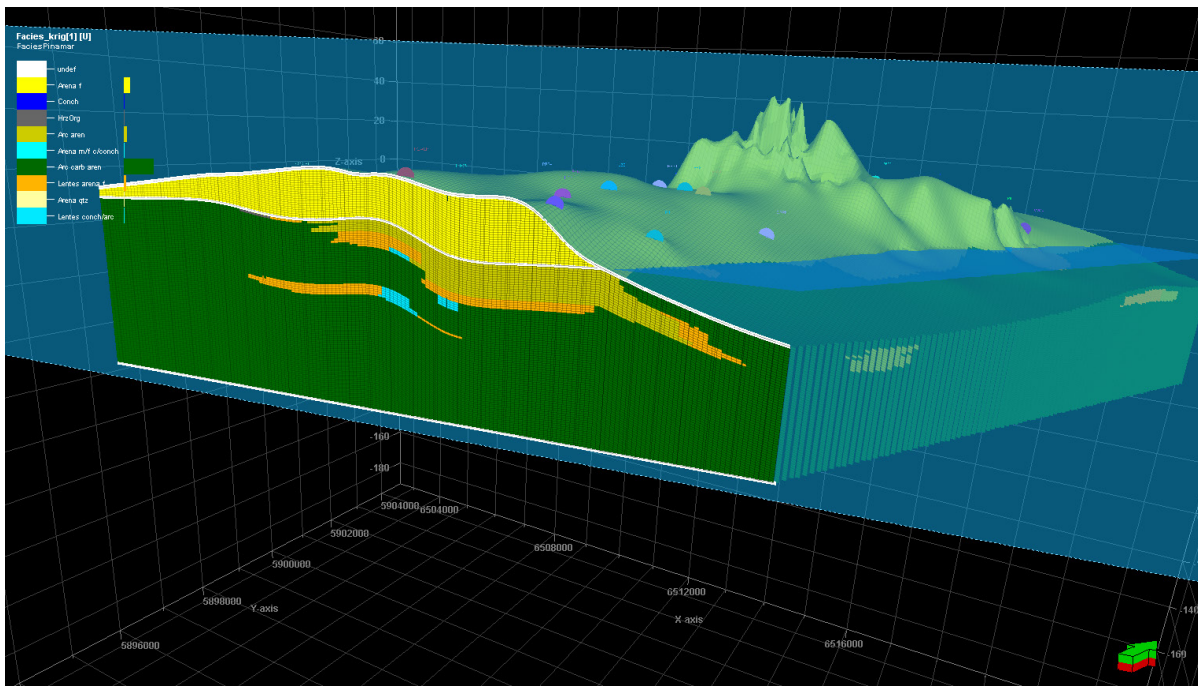 Facies_krig[1] [U]
FaciesPinamar
undef
Arena f
Conch
HrzOrg
Arc aren
Arena m/f c/conch
Arc carb aren
Lentes arena f
Arena qtz
Lentes conch/arc
60
40
20
0
Z-axis
-160
-180
5904000
5902000
5900000
5898000
5896000
Y-axis
6504000
6508000
6512000
6516000
X-axis
-140
-160